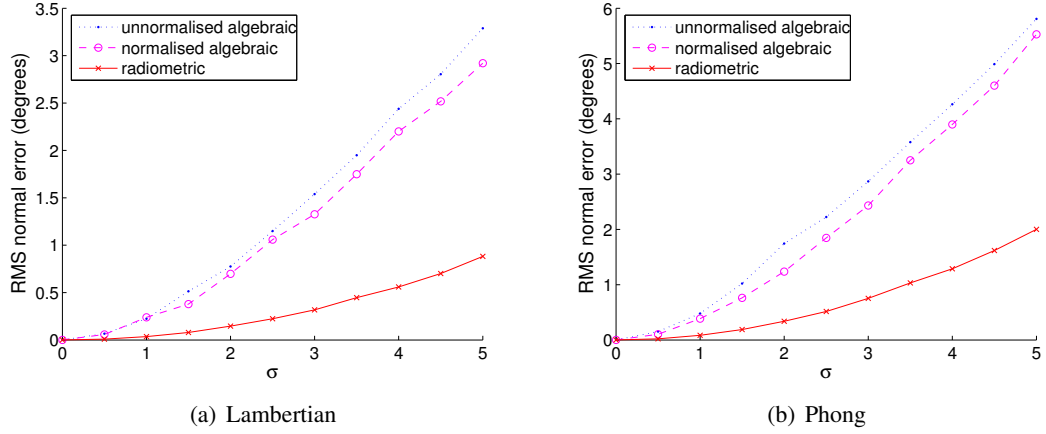 3.5
3
2.5
2
1.5
1
0.5
0
0 1 2 3 4 5
RMS normal error (degrees)
σ
unnormalised algebraic
normalised algebraic
radiometric
(a) Lambertian
6
5
4
3
2
1
0
0 1 2 3 4 5
RMS normal error (degrees)
σ
unnormalised algebraic
normalised algebraic
radiometric
(b) Phong